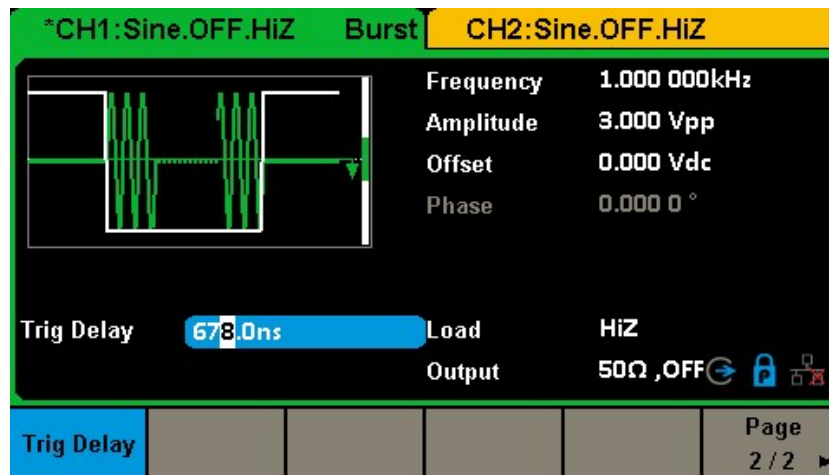 *CH1:Sine.OFF.HiZ Burst CH2:Sine.OFF.HiZ
Frequency 1.000 000kHz
Amplitude 3.000 Vpp
Offset 0.000 Vdc
Phase 0.000 0 °
Trig Delay 678.0ns Load HiZ
Output 50Ω ,OFF P
Trig Delay Page
2 / 2